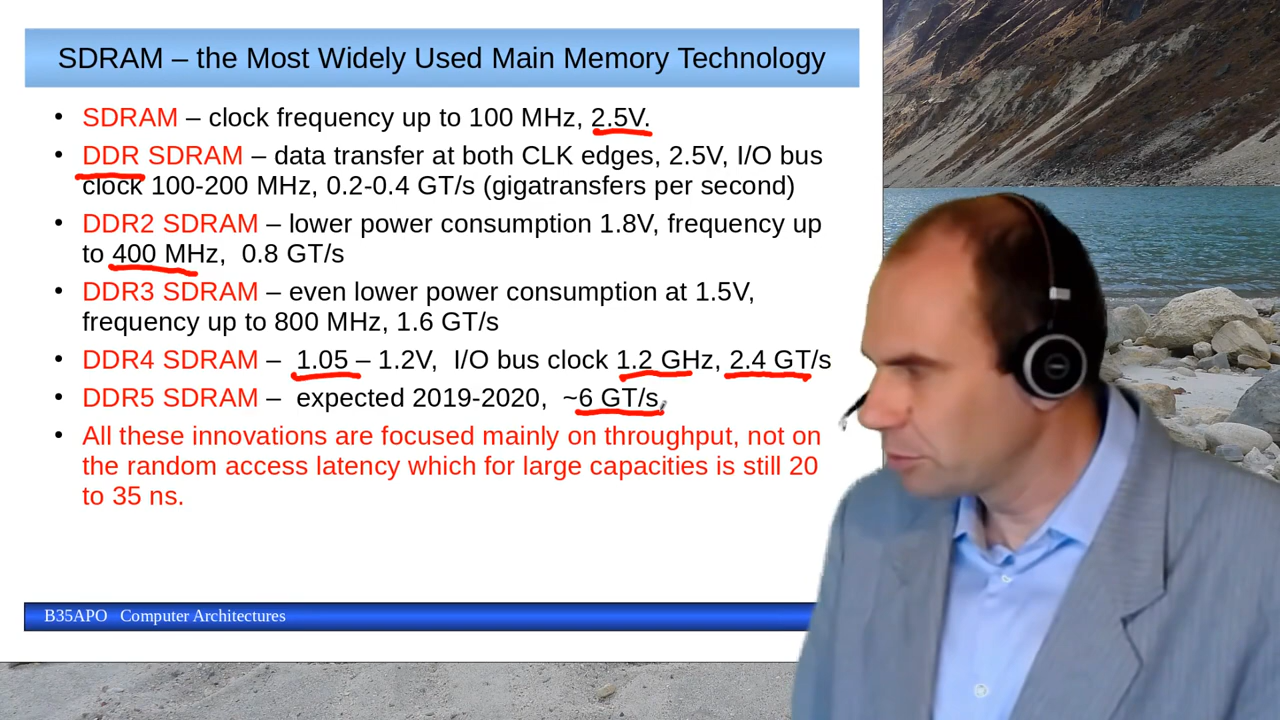 SDRAM – the Most Widely Used Main Memory Technology
• SDRAM – clock frequency up to 100 MHz, 2.5V.
• DDR SDRAM – data transfer at both CLK edges, 2.5V, I/O bus
clock 100-200 MHz, 0.2-0.4 GT/s (gigatransfers per second)
• DDR2 SDRAM – lower power consumption 1.8V, frequency up
to 400 MHz, 0.8 GT/s
• DDR3 SDRAM – even lower power consumption at 1.5V,
frequency up to 800 MHz, 1.6 GT/s
• DDR4 SDRAM – 1.05 – 1.2V, I/O bus clock 1.2 GHz, 2.4 GT/s
• DDR5 SDRAM – expected 2019-2020, ~6 GT/s
• All these innovations are focused mainly on throughput, not on
the random access latency which for large capacities is still 20
to 35 ns.
B35APO Computer Architectures